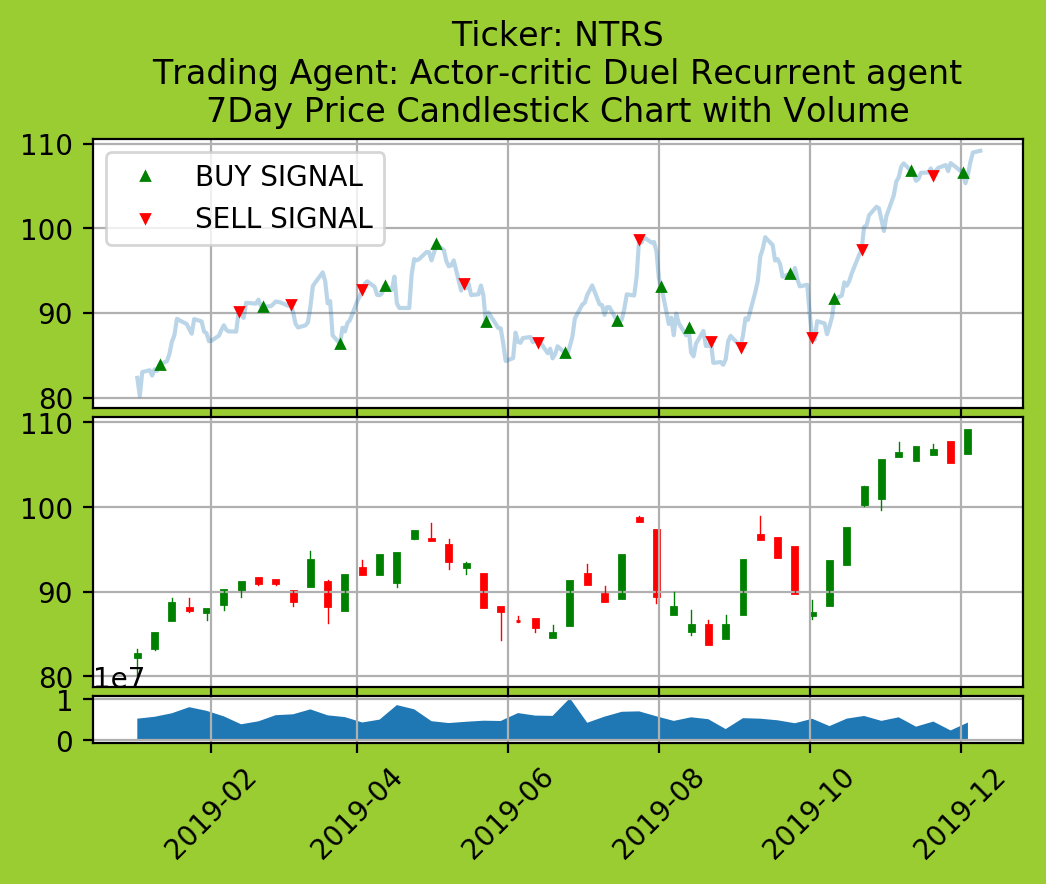 Ticker: NTRS
Trading Agent: Actor-critic Duel Recurrent agent
7Day Price Candlestick Chart with Volume
110
BUY SIGNAL
SELL SIGNAL
100
90
80
110
100
90
80
1e7
1
0
2019-02
2019-04
2019-06
2019-08
2019-10
2019-12